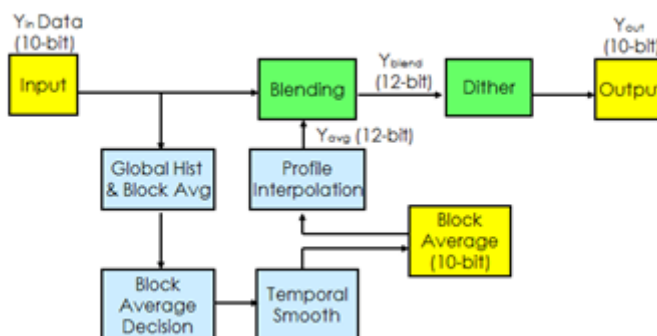 Yin Data
(10-bit)
Input
Blending
Yblend
(12-bit)
Dither
Yout
(10-bit)
Output
Yavg (12-bit)
Global Hist
& Block Avg
Profile
Interpolation
Block
Average
(10-bit)
Block
Average
Decision
Temporal
Smooth